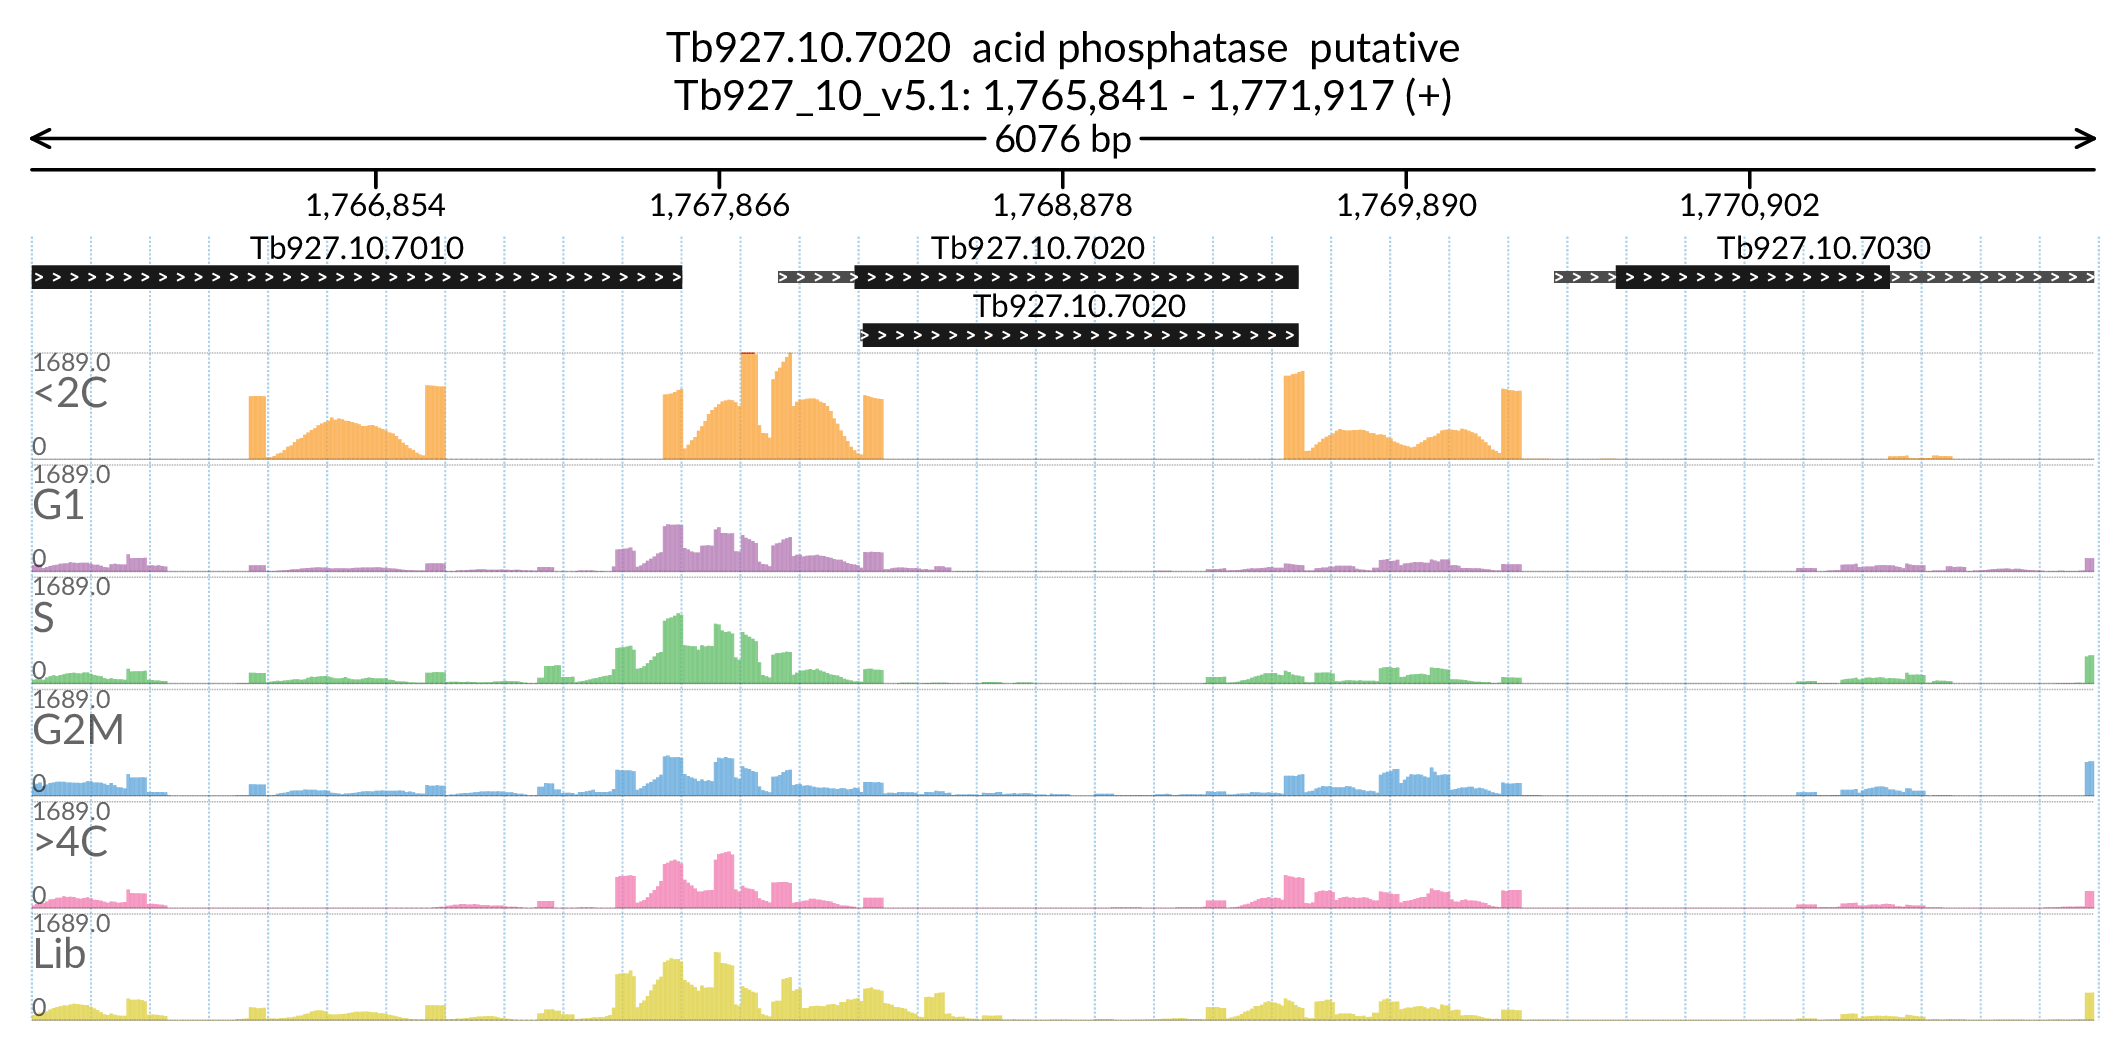 Tb927.10.7020  acid phosphatase  putative
Tb927_10_v5.1: 1,765,841 - 1,771,917 (+)
6076 bp
1,766,854 1,767,866 1,768,878 1,769,890 1,770,902
Tb927.10.7010 Tb927.10.7020 Tb927.10.7030
Tb927.10.7020
1689.0
<2C
0
1689.0
G1
0
1689.0
S
0
1689.0
G2M
0
1689.0
>4C
0
1689.0
Lib
0